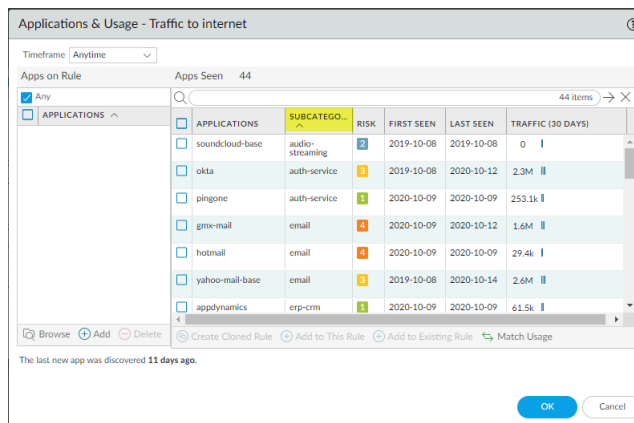 Applications & Usage - Traffic to internet
Timeframe Anytime
Apps on Rule
Apps Seen 44
Any
44 items
APPLICATIONS
APPLICATIONS SUBCATEGO... RISK FIRST SEEN LAST SEEN TRAFFIC (30 DAYS)
soundcloud-base audio-streaming 2 2019-10-08 2019-10-08 0
okta auth-service 3 2019-10-08 2020-10-12 2.3M
pingone auth-service 1 2020-10-09 2020-10-09 253.1k
gmx-mail email 4 2020-10-09 2020-10-12 1.6M
hotmail email 4 2020-10-09 2020-10-09 29.4k
yahoo-mail-base email 3 2019-10-08 2020-10-14 2.6M
appdynamics erp-crm 1 2020-10-09 2020-10-09 61.5k
Browse Add Delete
Create Cloned Rule Add to This Rule Add to Existing Rule Match Usage
The last new app was discovered 11 days ago.
OK Cancel